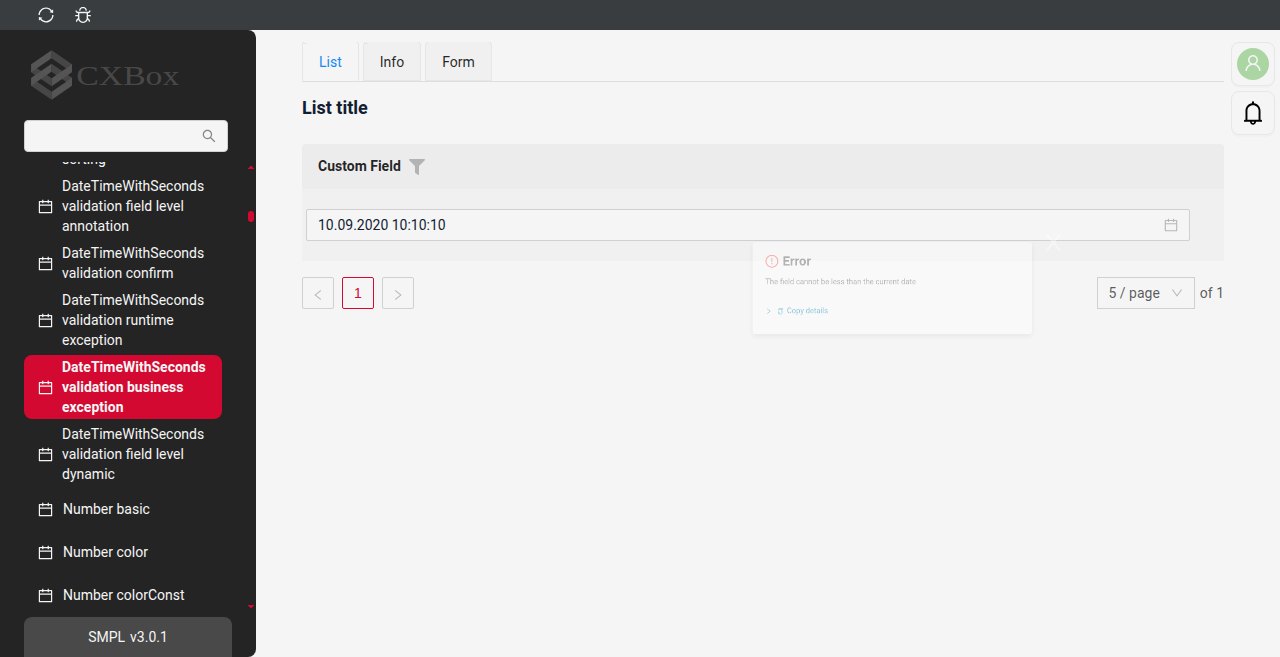 CXBox
sorting
DateTimeWithSeconds
validation field level
annotation
DateTimeWithSeconds
validation confirm
DateTimeWithSeconds
validation runtime
exception
DateTimeWithSeconds
validation business
exception
DateTimeWithSeconds
validation field level
dynamic
Number basic
Number color
Number colorConst
SMPL v3.0.1
List Info Form
List title
Custom Field
10.09.2020 10:10:10
Error
The field cannot be less than the current date
Copy details
< 1 > 5 / page of 1